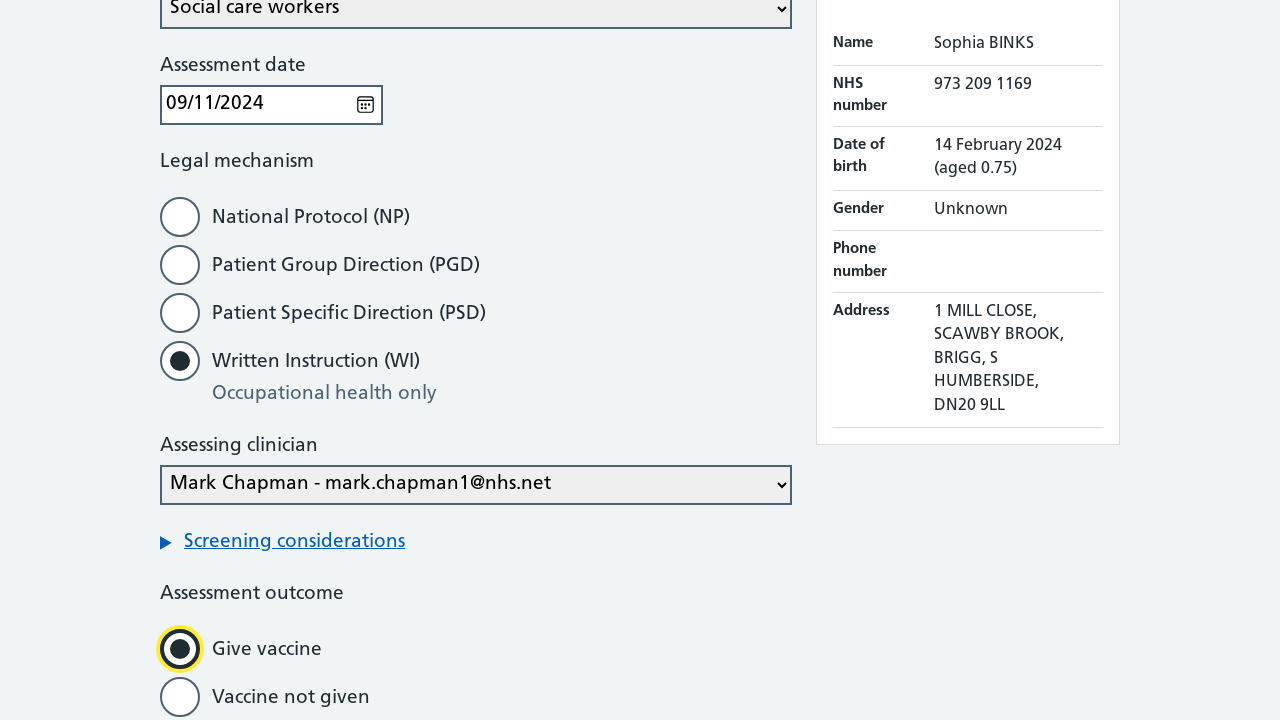 Social care workers
Assessment date
09/11/2024
Legal mechanism
National Protocol (NP)
Patient Group Direction (PGD)
Patient Specific Direction (PSD)
Written Instruction (WI)
Occupational health only
Assessing clinician
Mark Chapman - mark.chapman1@nhs.net
Screening considerations
Assessment outcome
Give vaccine
Vaccine not given
Name
Sophia BINKS
NHS
number
973 209 1169
Date of
birth
14 February 2024
(aged 0.75)
Gender
Unknown
Phone
number
Address
1 MILL CLOSE,
SCAWBY BROOK,
BRIGG, S
HUMBERSIDE,
DN20 9LL